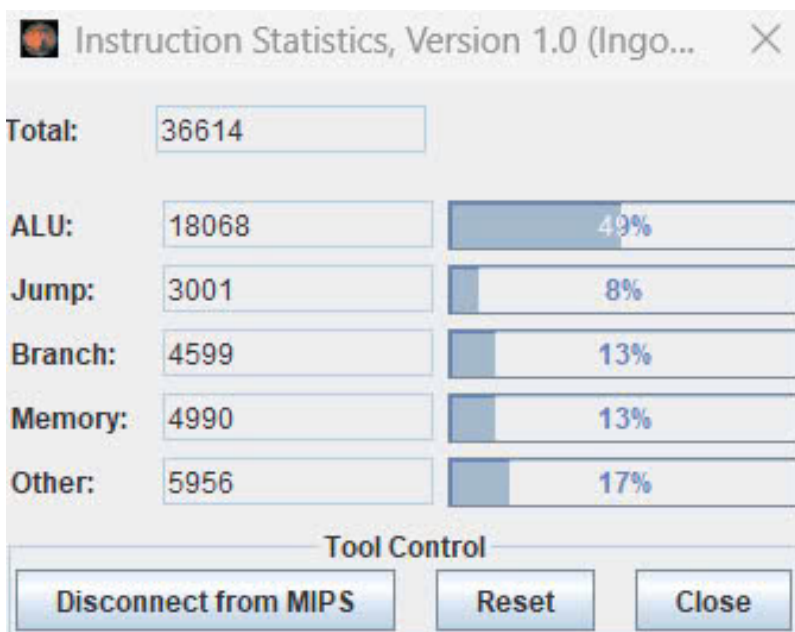 Instruction Statistics, Version 1.0 (Ingo...
Total: 36614
ALU: 18068 49%
Jump: 3001 8%
Branch: 4599 13%
Memory: 4990 13%
Other: 5956 17%
Tool Control
Disconnect from MIPS Reset Close